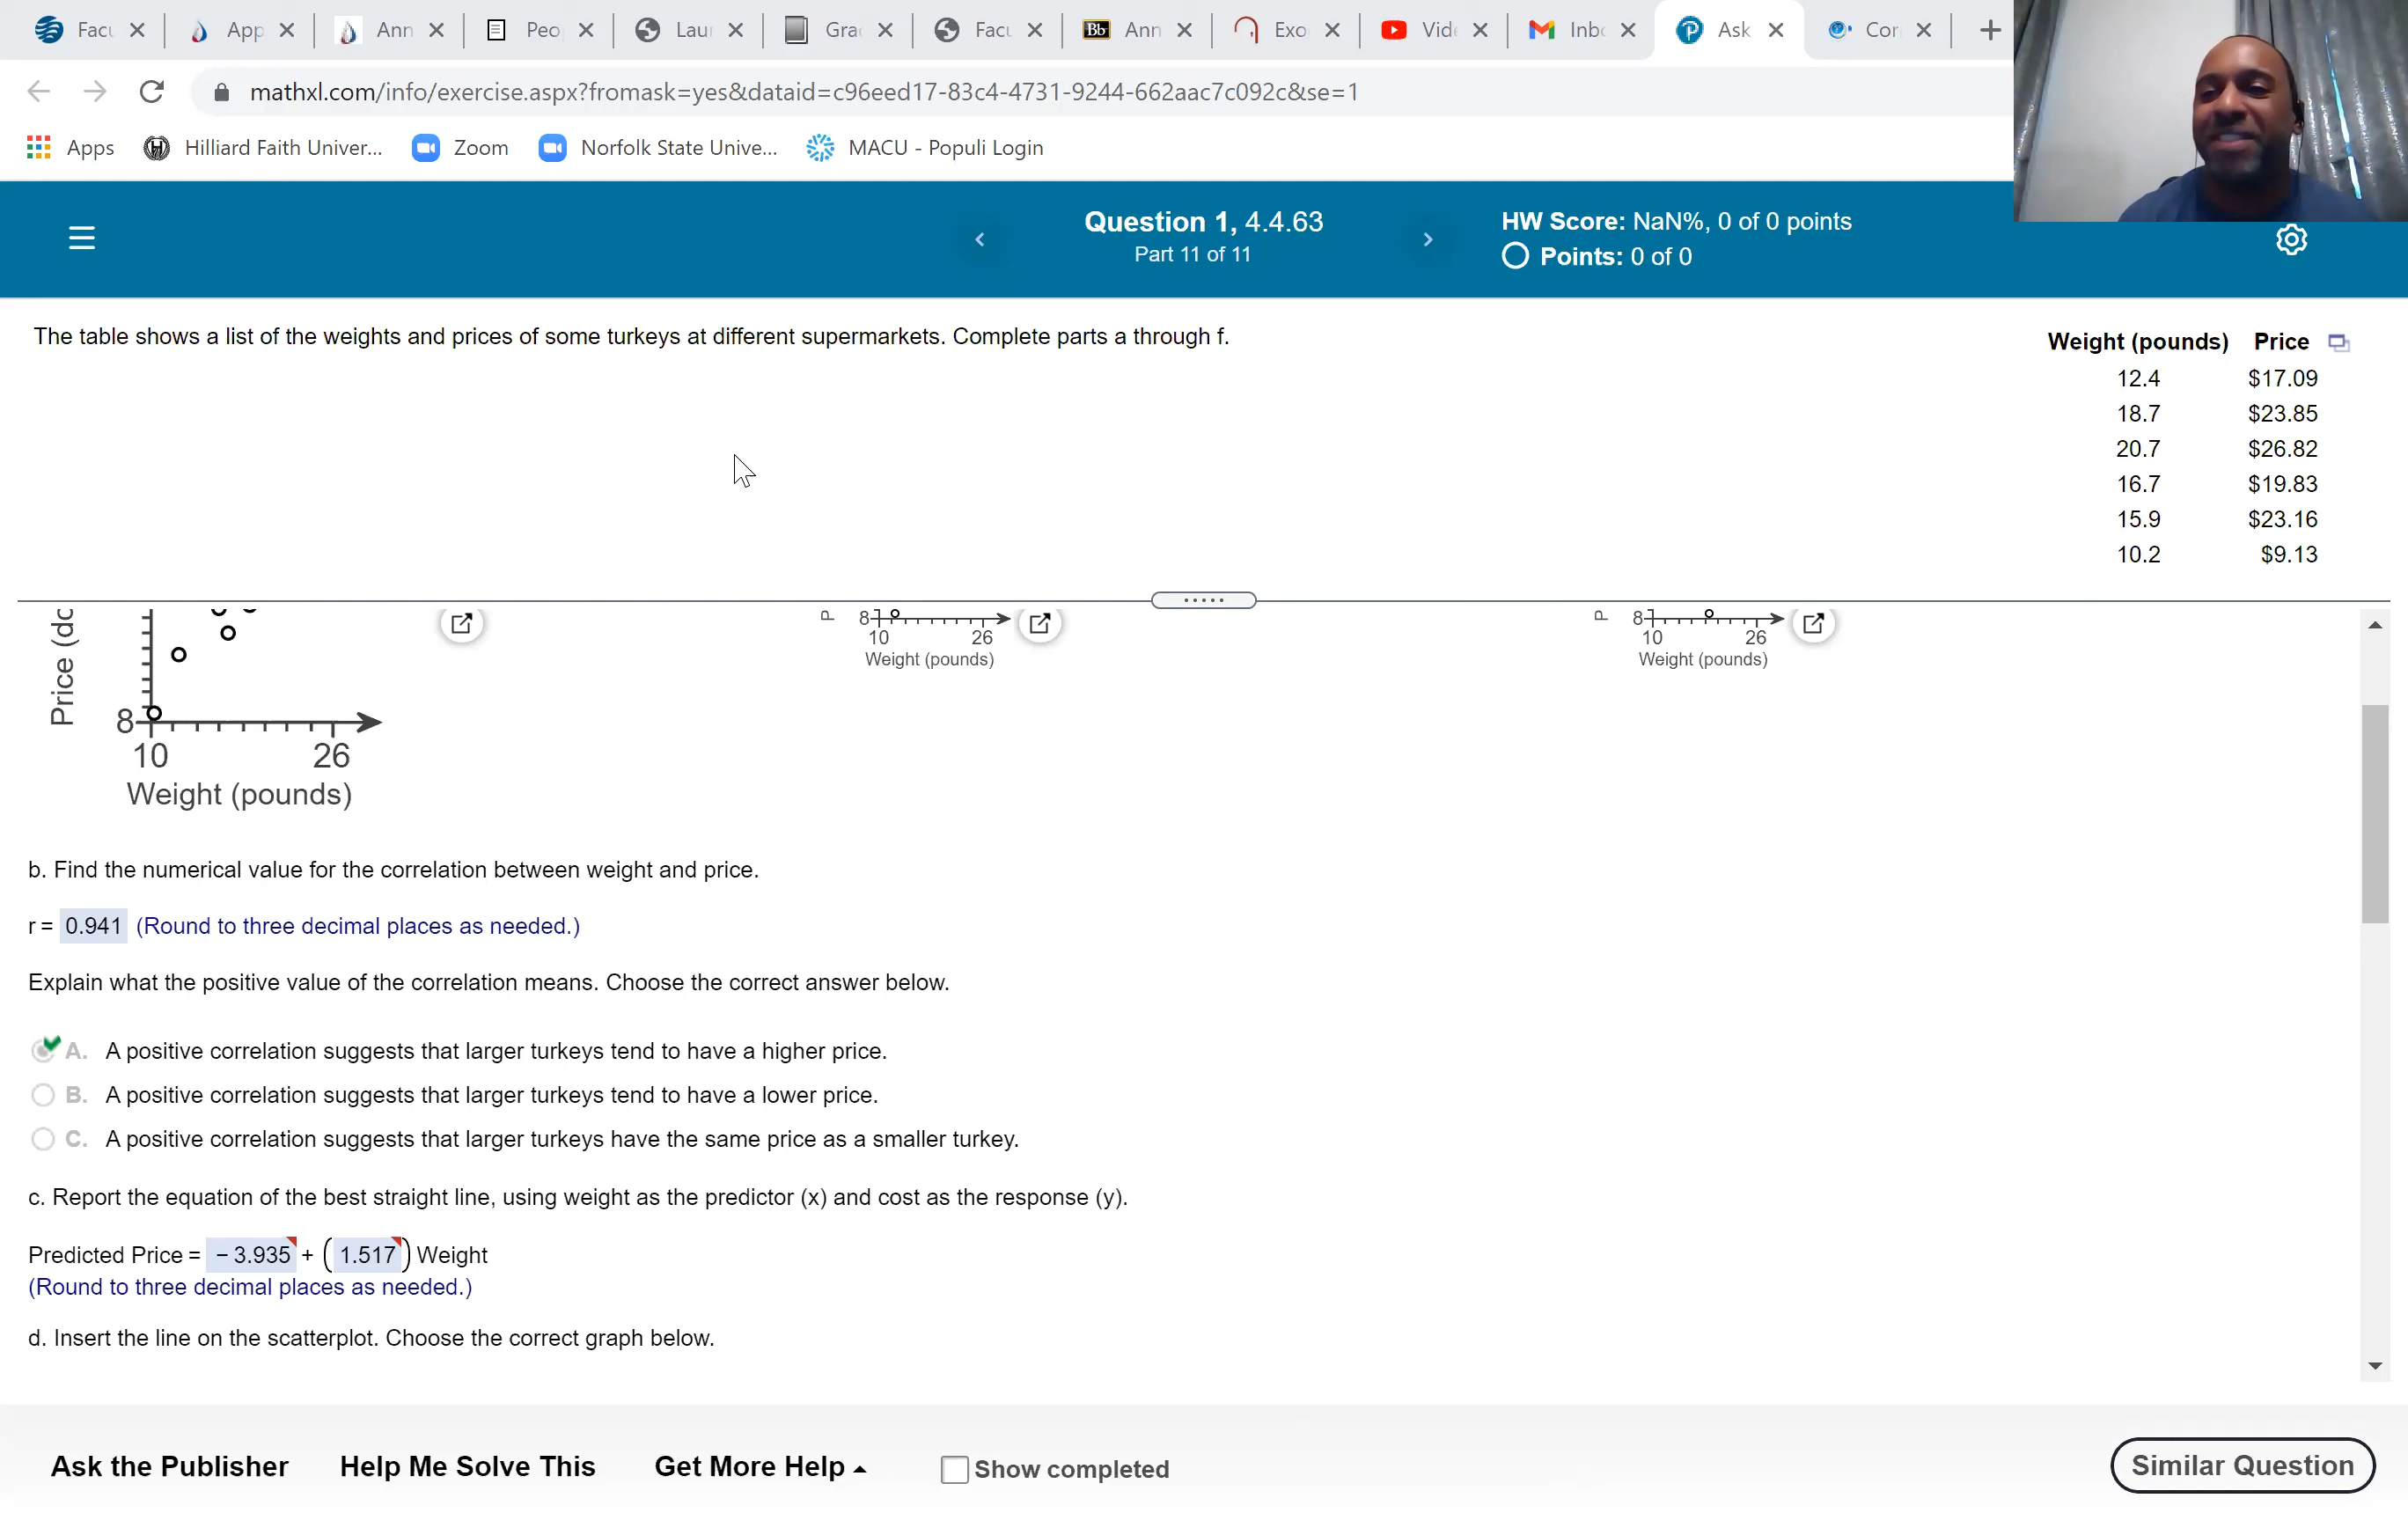 Facu
App
Ann
Peo
Laur
Grac
Facu
Bb Ann
Exo
Vide
Inbo
Ask
Cor
mathxl.com/info/exercise.aspx?fromask=yes&dataid=c96eed17-83c4-4731-9244-662aac7c092c&se=1
Apps
Hilliard Faith Univer...
Zoom
Norfolk State Unive...
MACU - Populi Login
Question 1, 4.4.63
Part 11 of 11
HW Score: NaN%, 0 of 0 points
Points: 0 of 0
The table shows a list of the weights and prices of some turkeys at different supermarkets. Complete parts a through f.
Weight (pounds) Price
12.4 $17.09
18.7 $23.85
20.7 $26.82
16.7 $19.83
15.9 $23.16
10.2 $9.13
Price (dc
8
10 26
Weight (pounds)
P
8
10 26
Weight (pounds)
P
8
10 26
Weight (pounds)
b. Find the numerical value for the correlation between weight and price.
r = 0.941 (Round to three decimal places as needed.)
Explain what the positive value of the correlation means. Choose the correct answer below.
A. A positive correlation suggests that larger turkeys tend to have a higher price.
B. A positive correlation suggests that larger turkeys tend to have a lower price.
C. A positive correlation suggests that larger turkeys have the same price as a smaller turkey.
c. Report the equation of the best straight line, using weight as the predictor (x) and cost as the response (y).
Predicted Price = − 3.935 + ( 1.517 ) Weight
(Round to three decimal places as needed.)
d. Insert the line on the scatterplot. Choose the correct graph below.
Ask the Publisher
Help Me Solve This
Get More Help
Show completed
Similar Question